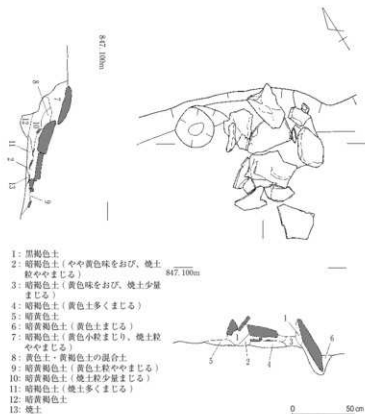 847.100m
8
7
12
10
11
2
13
9
1: 黒褐色土
2: 暗褐色土(やや黄色味をおび、焼土
粒ややまじる)
3: 暗褐色土(黄色味をおび、焼土少量
まじる)
4: 暗褐色土(黄色土多くまじる)
5: 暗黄色土
6: 暗黄褐色土(黄色土まじる)
7: 暗褐色土(黄色小粒まじり、焼土粒
ややまじる)
8: 黄色土・黄褐色土の混合土
9: 暗黄褐色土(黄色土粒ややまじる)
10: 暗褐色土(焼土粒少量まじる)
11: 暗褐色土(焼土多くまじる)
12: 暗黄褐色土
13: 焼土
847.100m
1
1
6
5
2
4
3
0 50cm